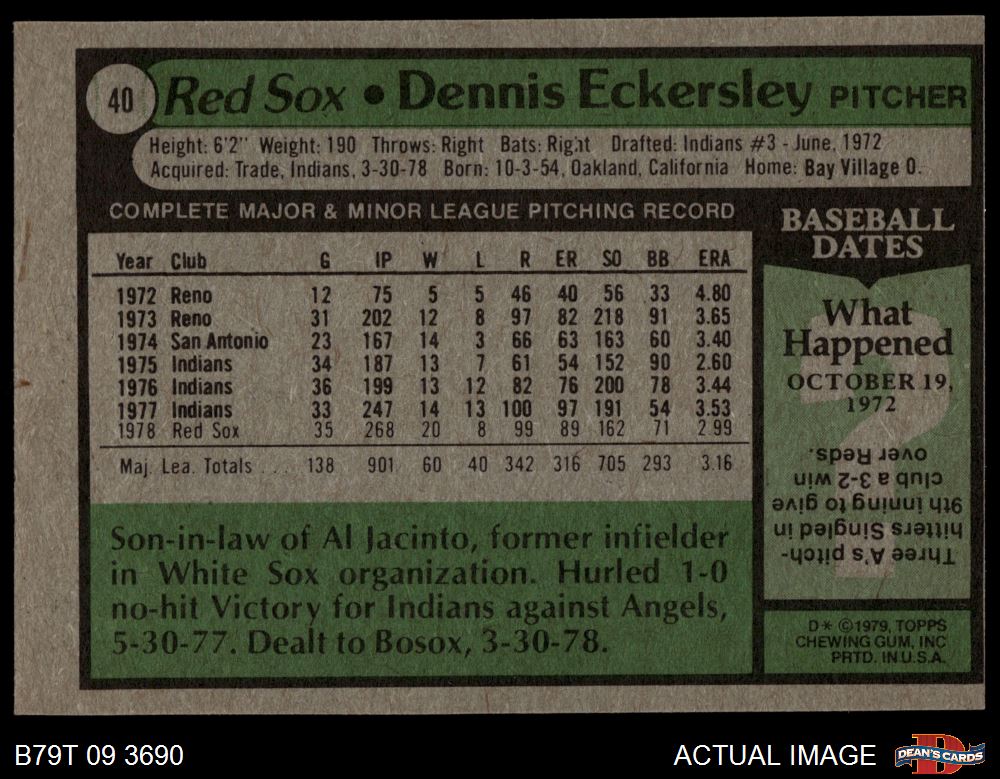 40 Red Sox • Dennis Eckersley PITCHER
Height: 6'2" Weight: 190 Throws: Right Bats: Right Drafted: Indians #3 - June, 1972
Acquired: Trade, Indians, 3-30-78 Born: 10-3-54, Oakland, California Home: Bay Village O.
COMPLETE MAJOR & MINOR LEAGUE PITCHING RECORD
Year Club G IP W L R ER SO BB ERA
1972 Reno 12 75 5 5 46 40 56 33 4.80
1973 Reno 31 202 12 8 97 82 218 91 3.65
1974 San Antonio 23 167 14 3 66 63 163 60 3.40
1975 Indians 34 187 13 7 61 54 152 90 2.60
1976 Indians 36 199 13 12 82 76 200 78 3.44
1977 Indians 33 247 14 13 100 97 191 54 3.53
1978 Red Sox 35 268 20 8 99 89 162 71 2.99
Maj. Lea. Totals ... 138 901 60 40 342 316 705 293 3.16
Son-in-law of Al Jacinto, former infielder
in White Sox organization. Hurled 1-0
no-hit Victory for Indians against Angels,
5-30-77. Dealt to Bosox, 3-30-78.
BASEBALL
DATES
What
Happened
OCTOBER 19,
1972
Three A's pitch-
hitters Singled in
9th Inning to give
club a 3-2 win
over Reds.
D* ©1979, TOPPS
CHEWING GUM, INC
PRTD. IN U.S.A.
B79T 09 3690
ACTUAL IMAGE
DEAN'S CARDS